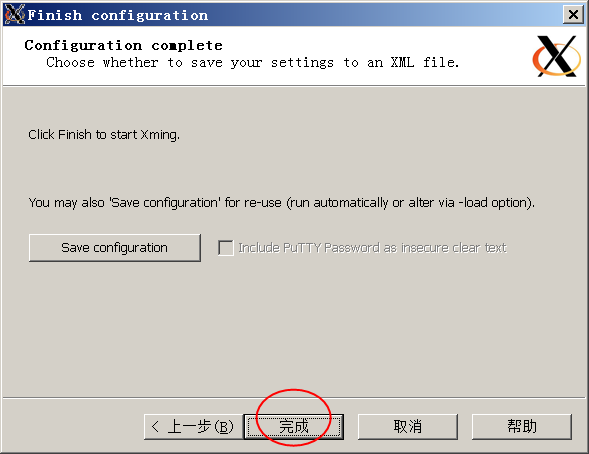 Finish configuration
Configuration complete
Choose whether to save your settings to an XML file.
Click Finish to start Xming.
You may also 'Save configuration' for re-use (run automatically or alter via -load option).
Save configuration
Include PuTTY Password as insecure clear text
< 上一步(B)
完成
取消
帮助